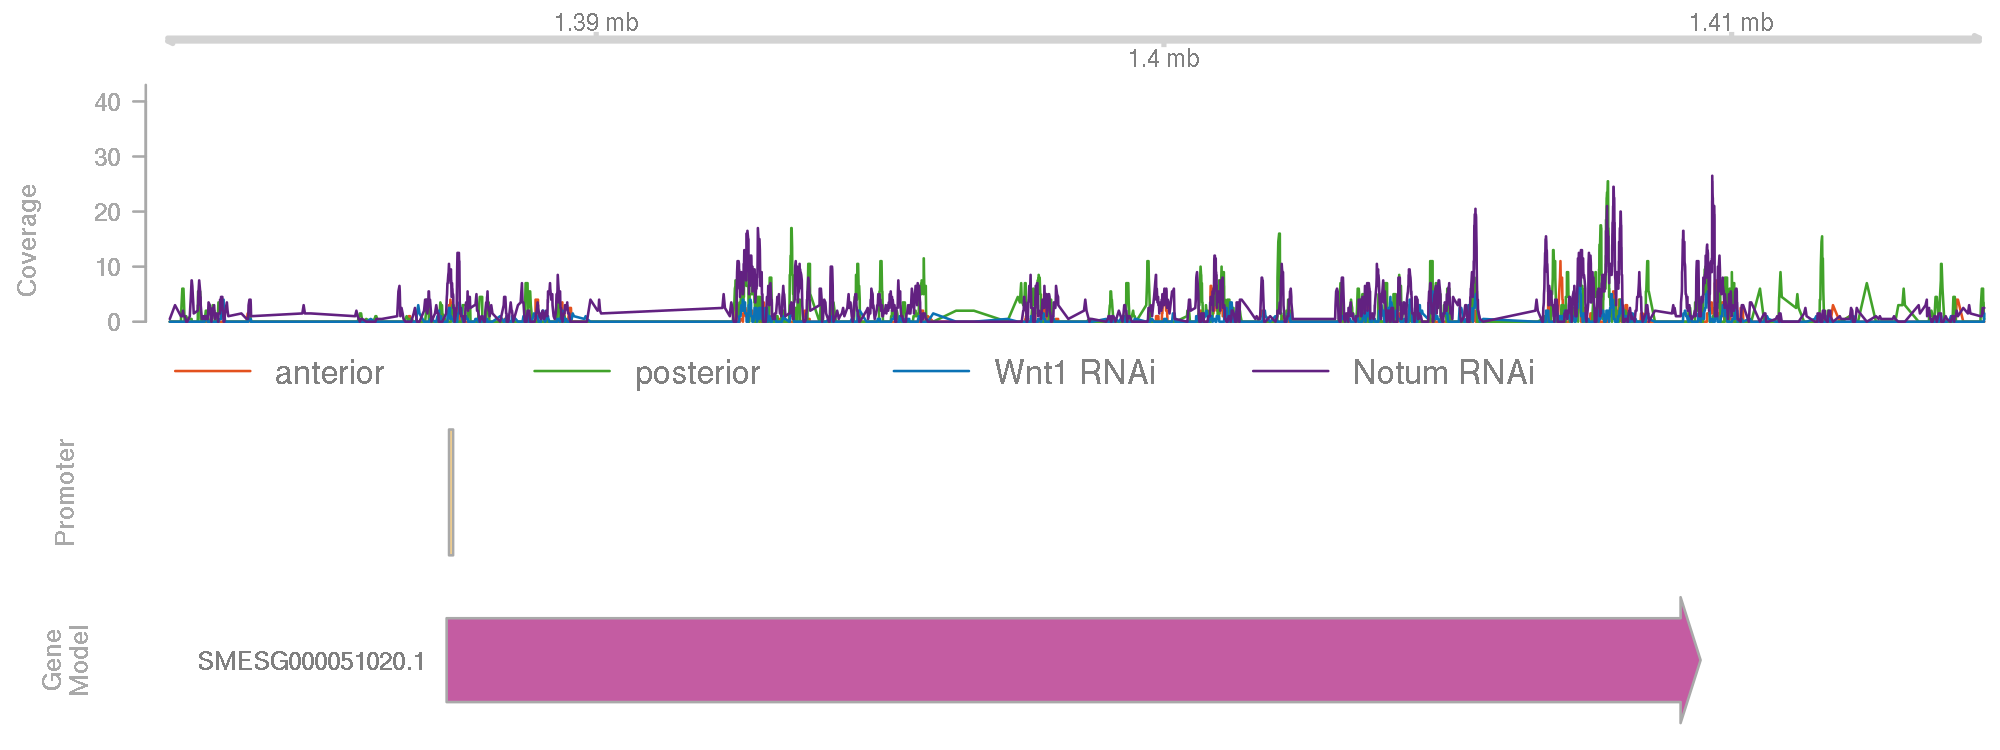 1.39 mb
1.41 mb
1.4 mb
Coverage
40
30
20
10
0
anterior
posterior
Wnt1 RNAi
Notum RNAi
Promoter
Gene
Model
SMESG000051020.1